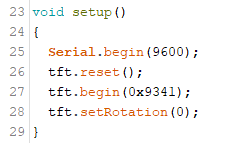 23 void setup()
24 {
25   Serial.begin(9600);
26   tft.reset();
27   tft.begin(0x9341);
28   tft.setRotation(0);
29 }